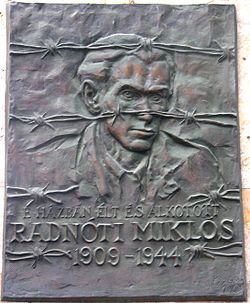 E HÁZBAN ÉLT ÉS ALKOTOTT
RADNÓTI MIKLÓS
1909-1944